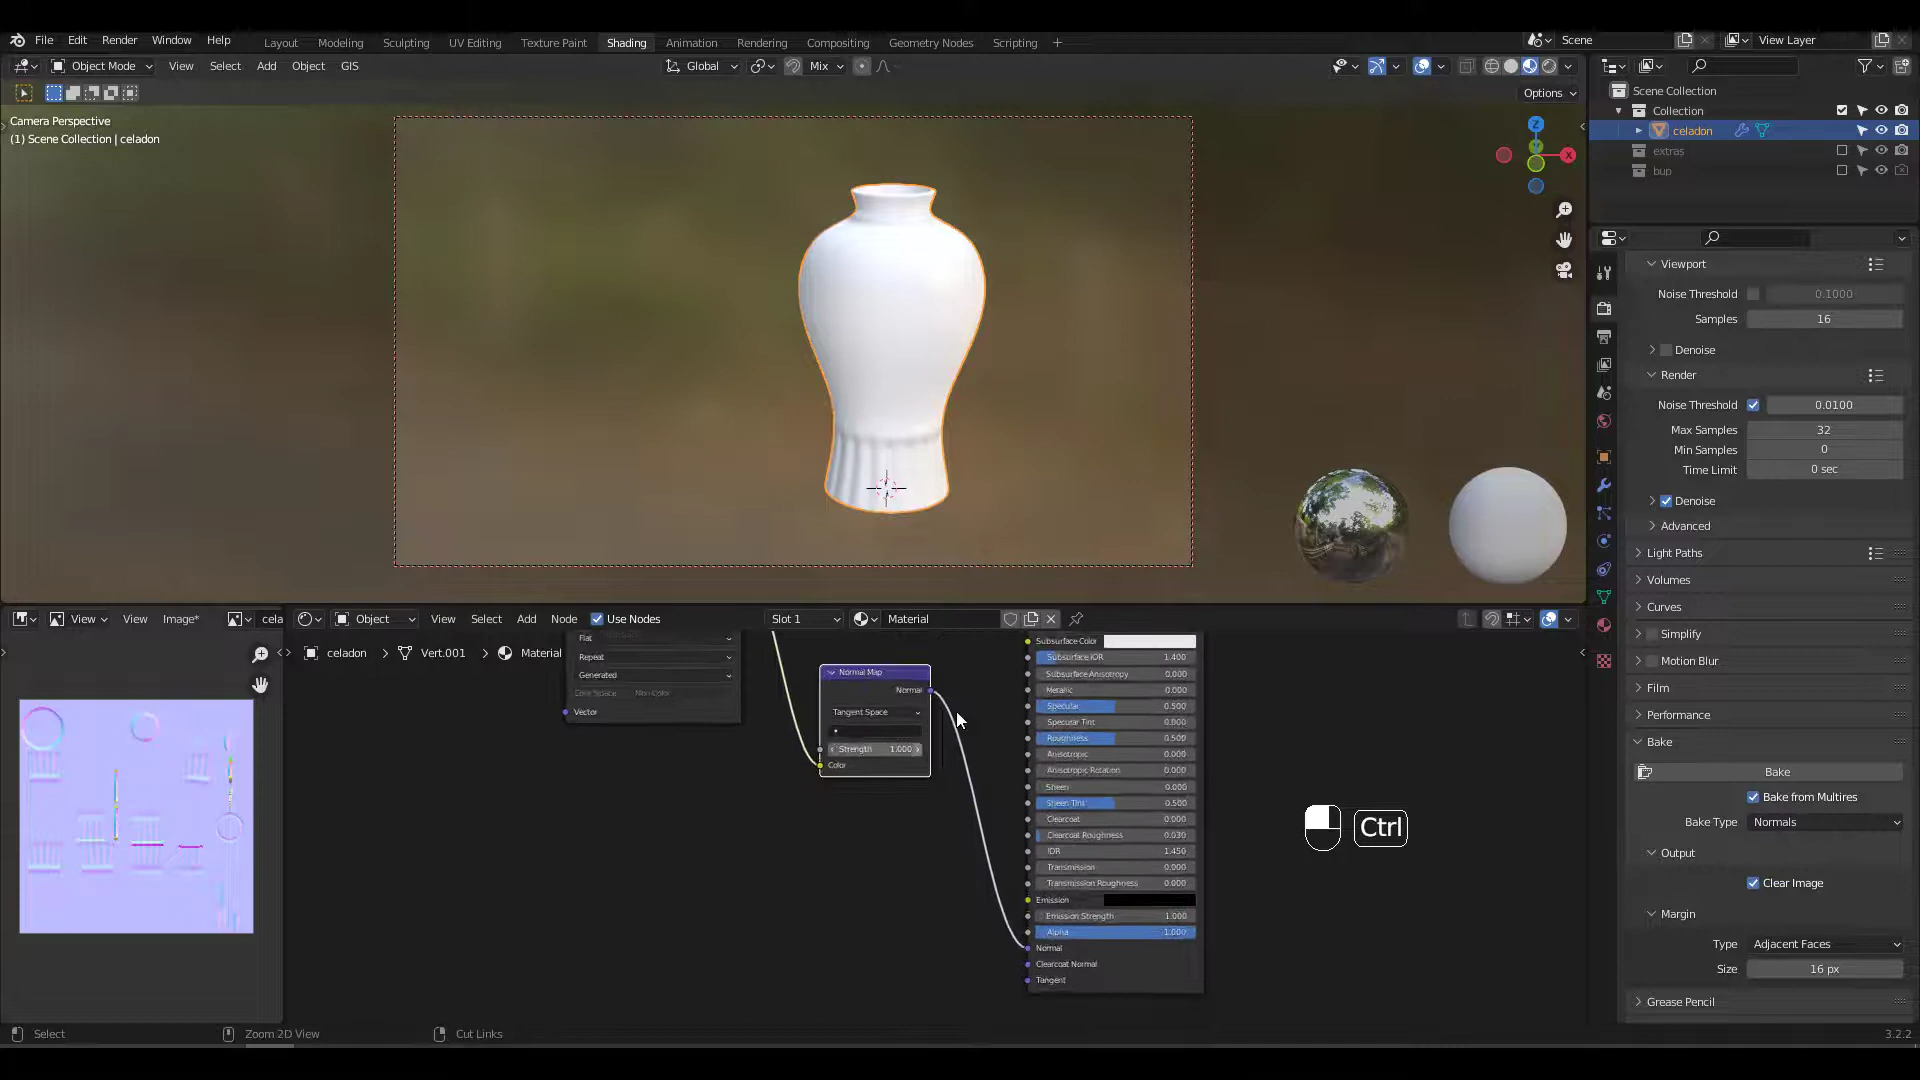 File Edit Render Window Help
Layout Modeling Sculpting UV Editing Texture Paint Shading Animation Rendering Compositing Geometry Nodes Scripting
Scene View Layer
Object Mode View Select Add Object GIS Global Mix
Options
Camera Perspective
(1) Scene Collection | celadon
Z
X
Scene Collection
Collection
celadon
extras
bup
Viewport
Noise Threshold 0.1000
Samples 16
Denoise
Render
Noise Threshold 0.0100
Max Samples 32
Min Samples 0
Time Limit 0 sec
Denoise
Advanced
Light Paths
Volumes
Curves
Simplify
Motion Blur
Film
Performance
Bake
Bake
Bake from Multires
Bake Type Normals
Output
Clear Image
Margin
Type Adjacent Faces
Size 16 px
Grease Pencil
View View Image* cela
Object View Select Add Node Use Nodes Slot 1 Material
celadon Vert.001 Material
Flat
Repeat
Generated
Color Space Non-Color
Vector
Normal Map
Normal
Tangent Space
Strength 1.000
Color
Subsurface Color
Subsurface IOR 1.400
Subsurface Anisotropy 0.000
Metallic 0.000
Specular 0.500
Specular Tint 0.000
Roughness 0.500
Anisotropic 0.000
Anisotropic Rotation 0.000
Sheen 0.000
Sheen Tint 0.500
Clearcoat 0.000
Clearcoat Roughness 0.030
IOR 1.450
Transmission 0.000
Transmission Roughness 0.000
Emission
Emission Strength 1.000
Alpha 1.000
Normal
Clearcoat Normal
Tangent
Ctrl
Select Zoom 2D View Cut Links 3.2.2